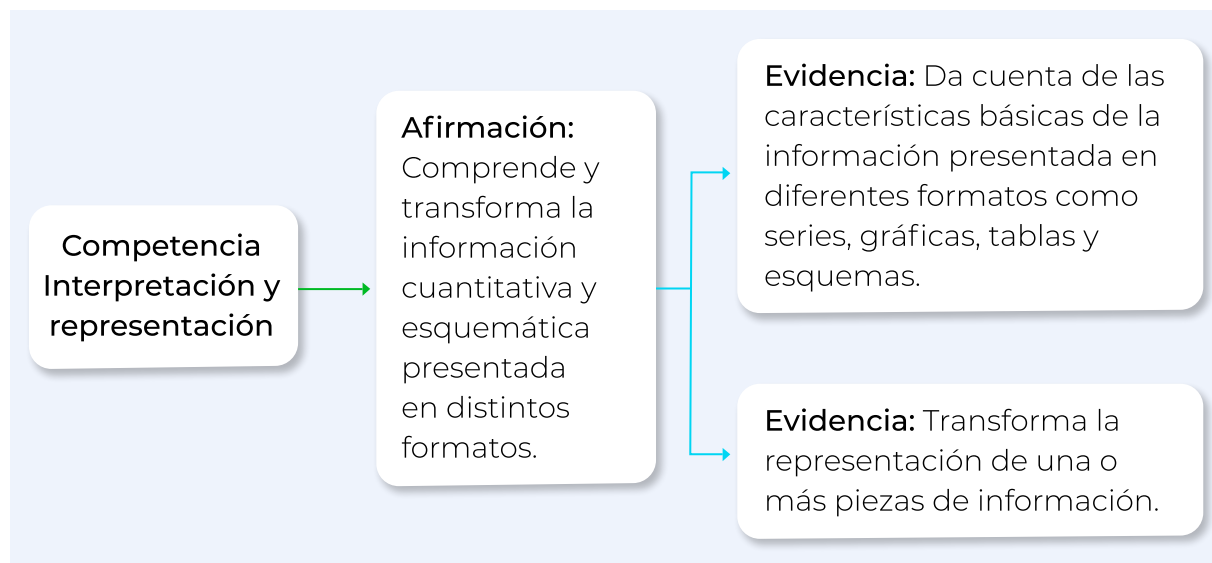 Competencia
Interpretación y
representación
Afirmación:
Comprende y
transforma la
información
cuantitativa y
esquemática
presentada
en distintos
formatos.
Evidencia: Da cuenta de las
características básicas de la
información presentada en
diferentes formatos como
series, gráficas, tablas y
esquemas.
Evidencia: Transforma la
representación de una o
más piezas de información.